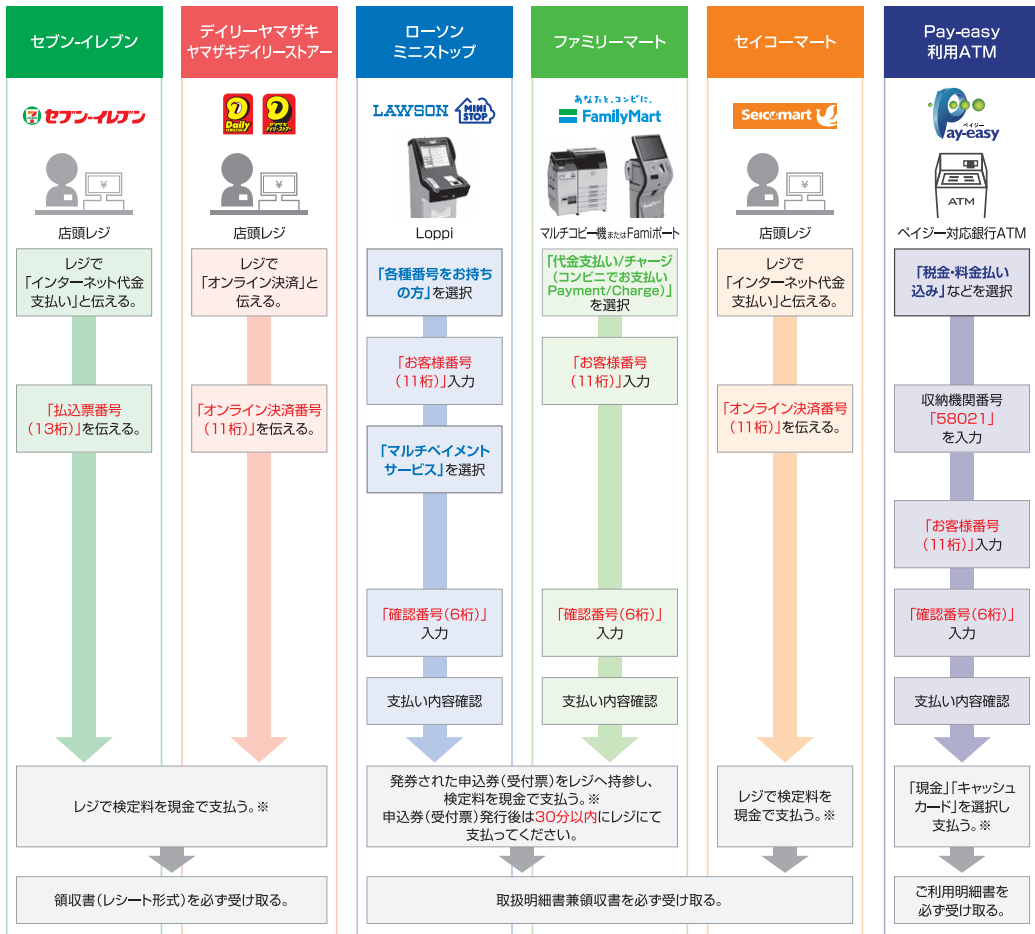 セブン-イレブン
セブン-イレブン
店頭レジ
レジで
「インターネット代金
支払い」と伝える。
「払込票番号
(13桁)」を伝える。
デイリーヤマザキ
ヤマザキデイリーストアー
Daily
YAMAZAKI
ヤマザキ
デイリーストアー
店頭レジ
レジで
「オンライン決済」と
伝える。
「オンライン決済番号
(11桁)」を伝える。
レジで検定料を現金で支払う。※
領収書(レシート形式)を必ず受け取る。
ローソン
ミニストップ
LAWSON
MINI
STOP
Loppi
「各種番号をお持ち
の方」を選択
「お客様番号
(11桁)」入力
「マルチペイメント
サービス」を選択
「確認番号(6桁)」
入力
支払い内容確認
ファミリーマート
あなたと、コンビに、
FamilyMart
マルチコピー機またはFamiポート
「代金支払い/チャージ
(コンビニでお支払い
Payment/Charge)」
を選択
「お客様番号
(11桁)」入力
「確認番号(6桁)」
入力
支払い内容確認
発券された申込券(受付票)をレジへ持参し、
検定料を現金で支払う。※
申込券(受付票)発行後は30分以内にレジにて
支払ってください。
セイコーマート
Seicomart
店頭レジ
レジで
「インターネット代金
支払い」と伝える。
「オンライン決済番号
(11桁)」を伝える。
レジで検定料を
現金で支払う。※
取扱明細書兼領収書を必ず受け取る。
Pay-easy
利用ATM
ペイジー
Pay-easy
ATM
ペイジー対応銀行ATM
「税金・料金払い
込み」などを選択
収納機関番号
「58021」
を入力
「お客様番号
(11桁)」入力
「確認番号(6桁)」
入力
支払い内容確認
「現金」「キャッシュ
カード」を選択し
支払う。※
ご利用明細書を
必ず受け取る。